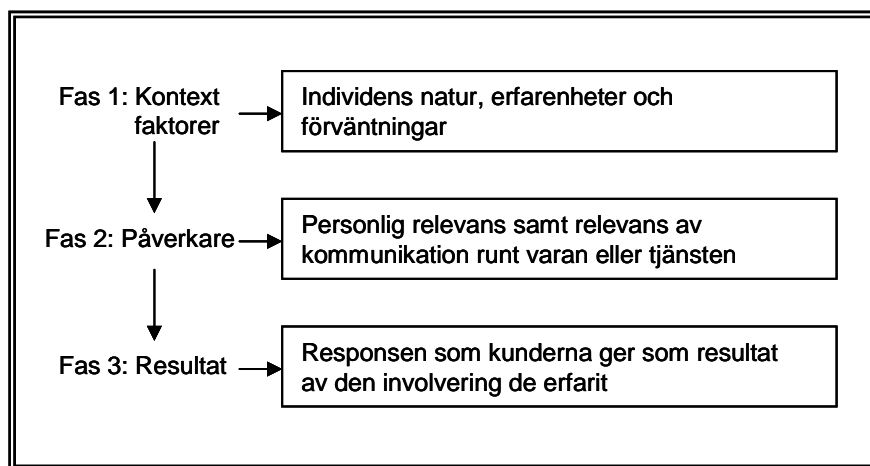 Fas 1: Kontext
faktorer
Individens natur, erfarenheter och
förväntningar
Fas 2: Påverkare
Personlig relevans samt relevans av
kommunikation runt varan eller tjänsten
Fas 3: Resultat
Responsen som kunderna ger som resultat
av den involvering de erfarit